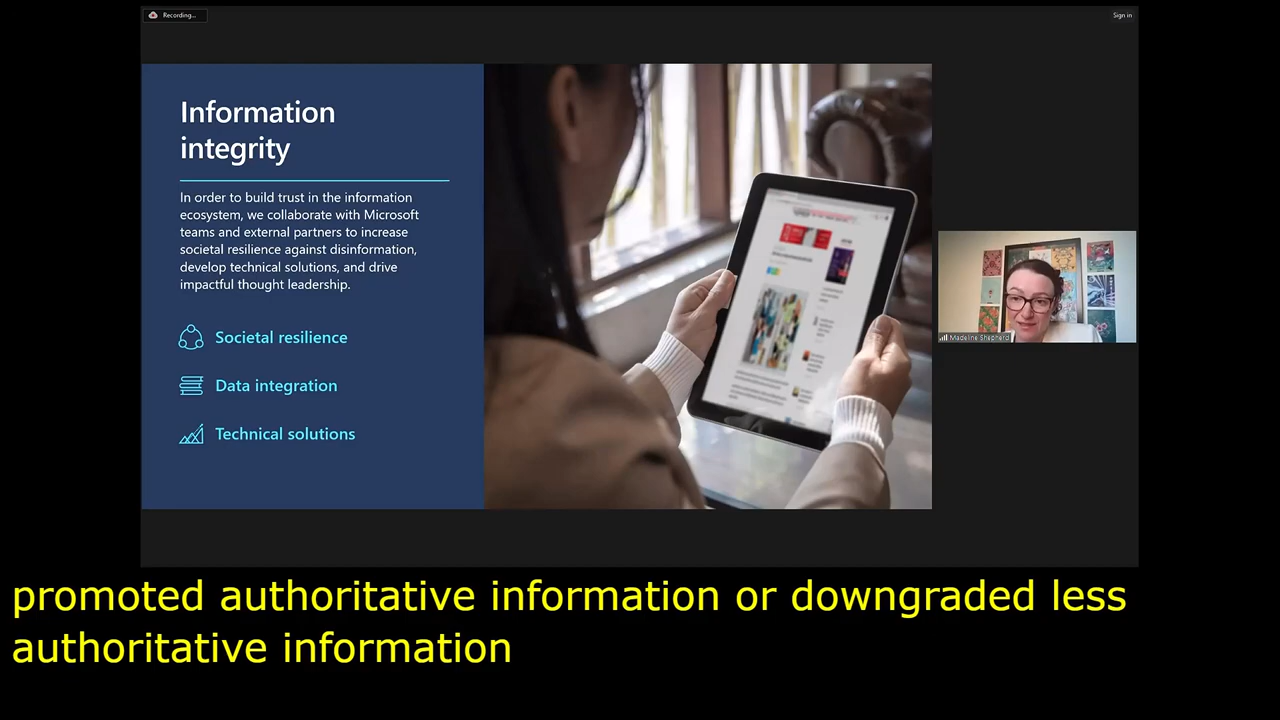 Recording...
Sign in
Information
integrity
In order to build trust in the information
ecosystem, we collaborate with Microsoft
teams and external partners to increase
societal resilience against disinformation,
develop technical solutions, and drive
impactful thought leadership.
Societal resilience
Data integration
Technical solutions
Madeline Shepherd
promoted authoritative information or downgraded less
authoritative information